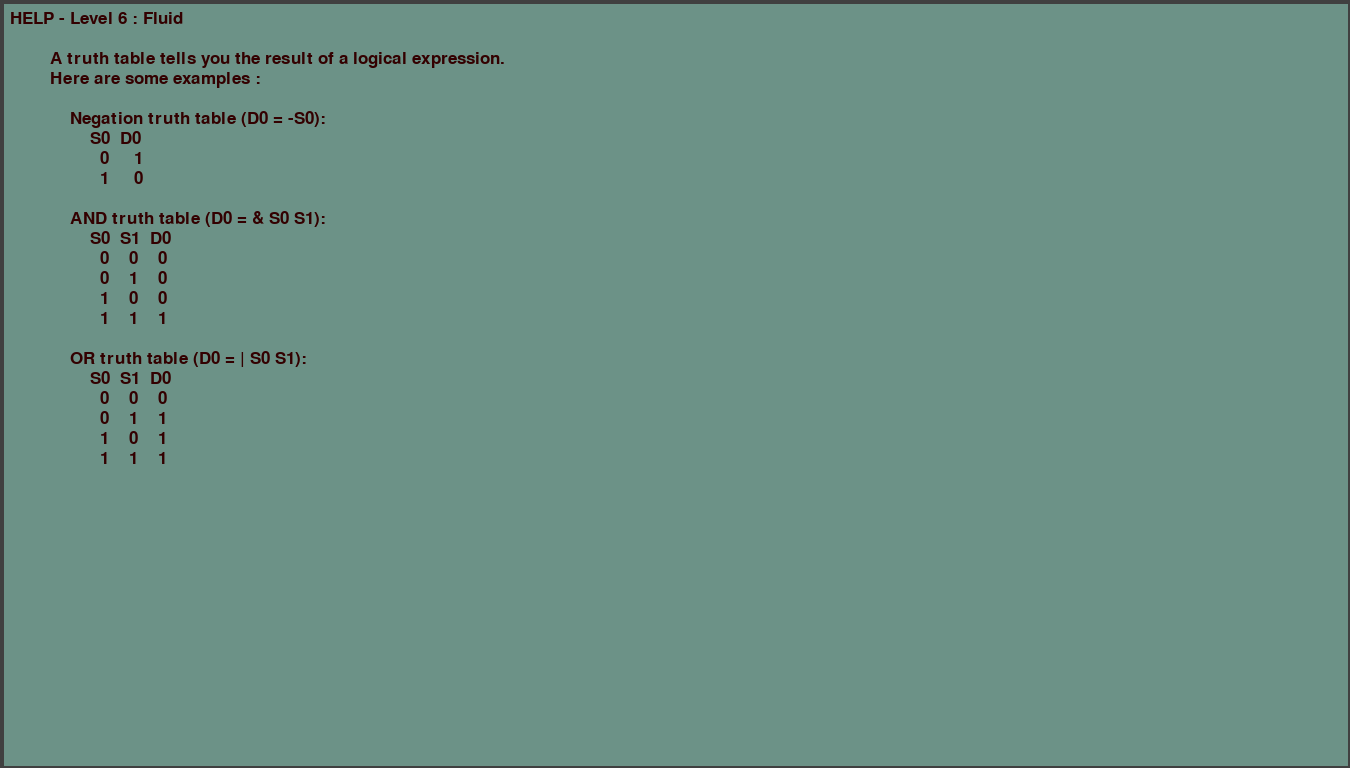 HELP - Level 6 : Fluid
A truth table tells you the result of a logical expression.
Here are some examples :
Negation truth table (D0 = -S0):
S0 D0
0 1
1 0
AND truth table (D0 = & S0 S1):
S0 S1 D0
0 0 0
0 1 0
1 0 0
1 1 1
OR truth table (D0 = | S0 S1):
S0 S1 D0
0 0 0
0 1 1
1 0 1
1 1 1